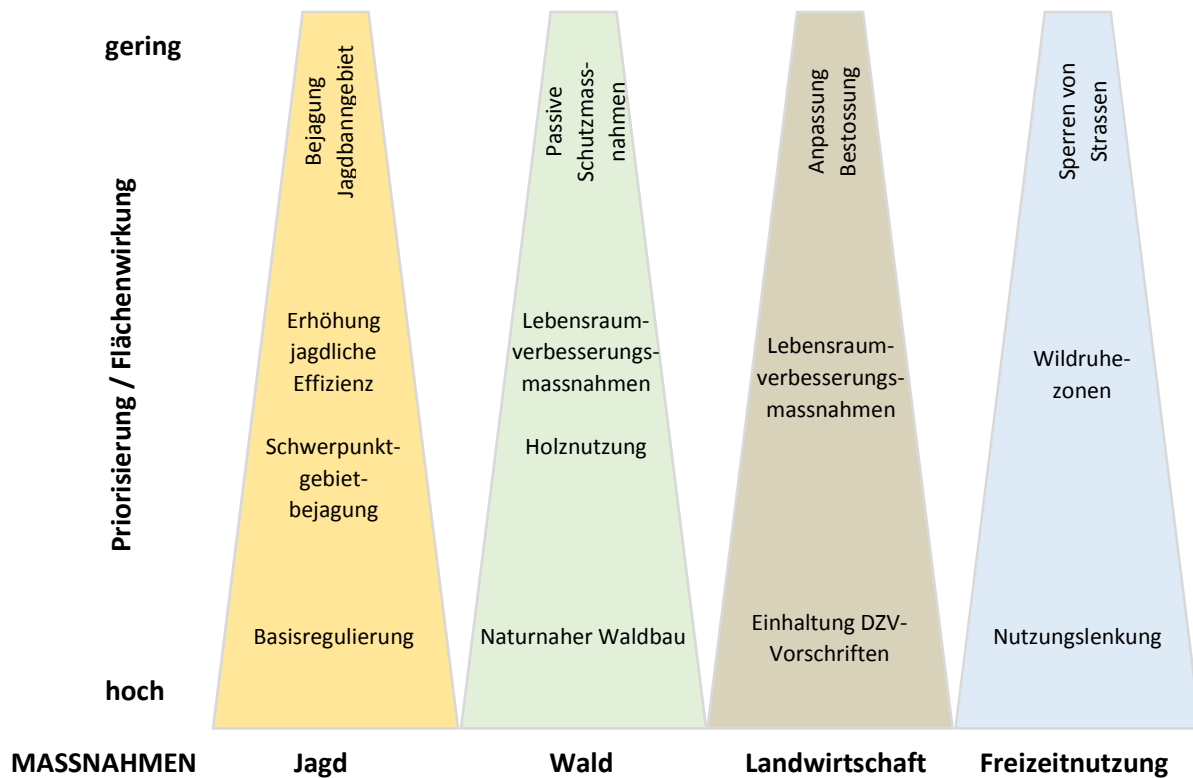 gering
Priorisierung / Flächenwirkung
hoch
Bejagung
Jagdbanngebiet
Erhöhung
jagdliche
Effizienz
Schwerpunkt-
gebiet-
bejagung
Basisregulierung
Passive
Schutzmass-
nahmen
Lebensraum-
verbesserungs-
massnahmen
Holznutzung
Naturnaher Waldbau
Anpassung
Bestossung
Lebensraum-
verbesserungs-
massnahmen
Einhaltung DZV-
Vorschriften
Sperren von
Strassen
Wildruhe-
zonen
Nutzungslenkung
MASSNAHMEN Jagd Wald Landwirtschaft Freizeitnutzung